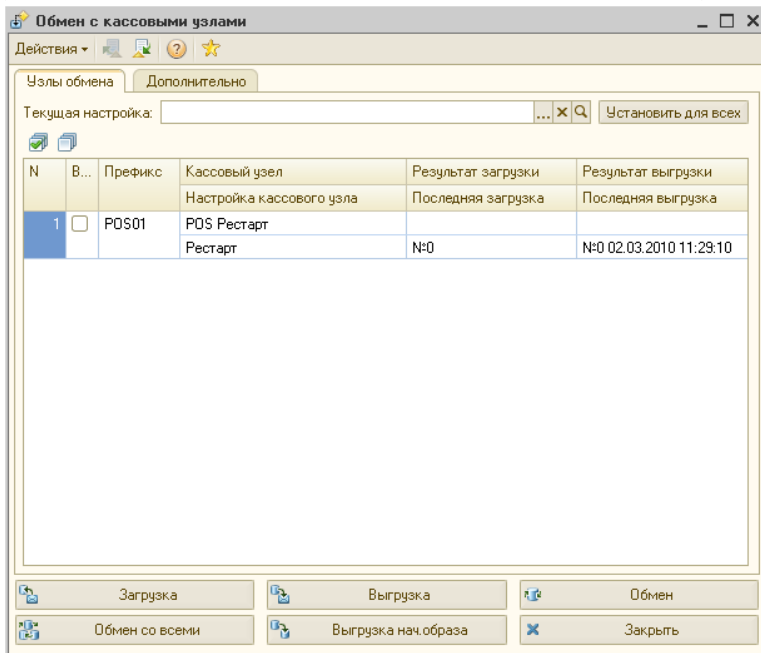 Обмен с кассовыми узлами
Действия
Узлы обмена Дополнительно
Текущая настройка: ... Установить для всех
N В... Префикс Кассовый узел Результат загрузки Результат выгрузки
Настройка кассового узла Последняя загрузка Последняя выгрузка
1 POS01 POS Рестарт
Рестарт №0 №0 02.03.2010 11:29:10
Загрузка Выгрузка Обмен
Обмен со всеми Выгрузка нач.образа Закрыть